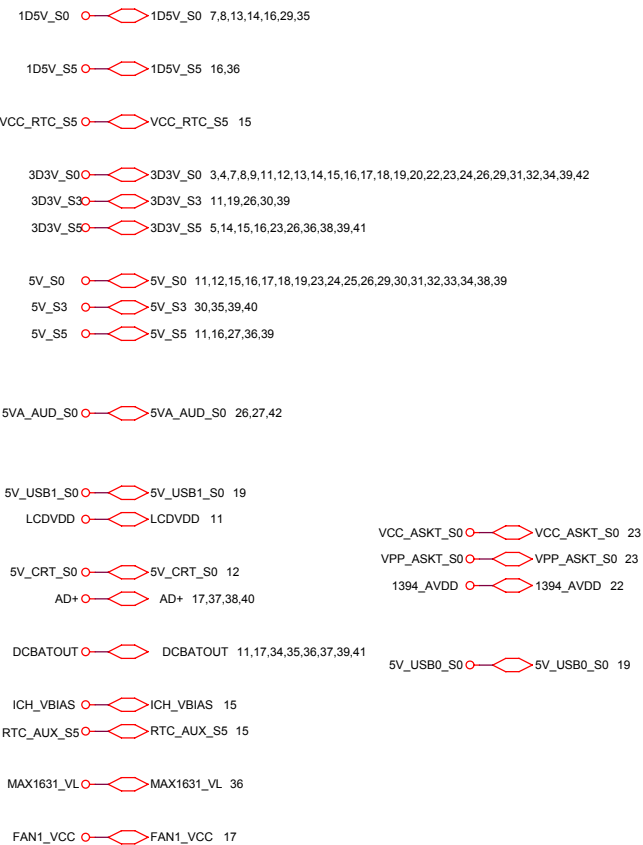 1D5V_S0 1D5V_S0 7,8,13,14,16,29,35
1D5V_S5 1D5V_S5 16,36
VCC_RTC_S5 VCC_RTC_S5 15
3D3V_S0 3D3V_S0 3,4,7,8,9,11,12,13,14,15,16,17,18,19,20,22,23,24,26,29,31,32,34,39,42
3D3V_S3 3D3V_S3 11,19,26,30,39
3D3V_S5 3D3V_S5 5,14,15,16,23,26,36,38,39,41
5V_S0 5V_S0 11,12,15,16,17,18,19,23,24,25,26,29,30,31,32,33,34,38,39
5V_S3 5V_S3 30,35,39,40
5V_S5 5V_S5 11,16,27,36,39
5VA_AUD_S0 5VA_AUD_S0 26,27,42
5V_USB1_S0 5V_USB1_S0 19
LCDVDD LCDVDD 11
VCC_ASKT_S0 VCC_ASKT_S0 23
VPP_ASKT_S0 VPP_ASKT_S0 23
5V_CRT_S0 5V_CRT_S0 12
1394_AVDD 1394_AVDD 22
AD+ AD+ 17,37,38,40
DCBATOUT DCBATOUT 11,17,34,35,36,37,39,41
5V_USB0_S0 5V_USB0_S0 19
ICH_VBIAS ICH_VBIAS 15
RTC_AUX_S5 RTC_AUX_S5 15
MAX1631_VL MAX1631_VL 36
FAN1_VCC FAN1_VCC 17